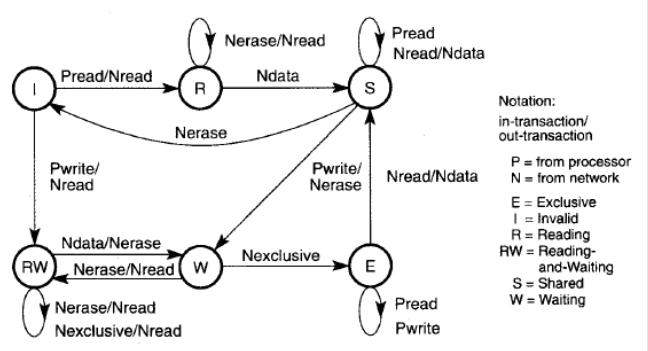 Nerase/Nread
Pread
Nread/Ndata
I
Pread/Nread
R
Ndata
S
Nerase
Pwrite/
Nread
Pwrite/
Nerase
Nread/Ndata
RW
Ndata/Nerase
Nerase/Nread
W
Nexclusive
E
Nerase/Nread
Nexclusive/Nread
Pread
Pwrite
Notation:
in-transaction/
out-transaction
P = from processor
N = from network
E = Exclusive
I = Invalid
R = Reading
RW = Reading-
and-Waiting
S = Shared
W = Waiting